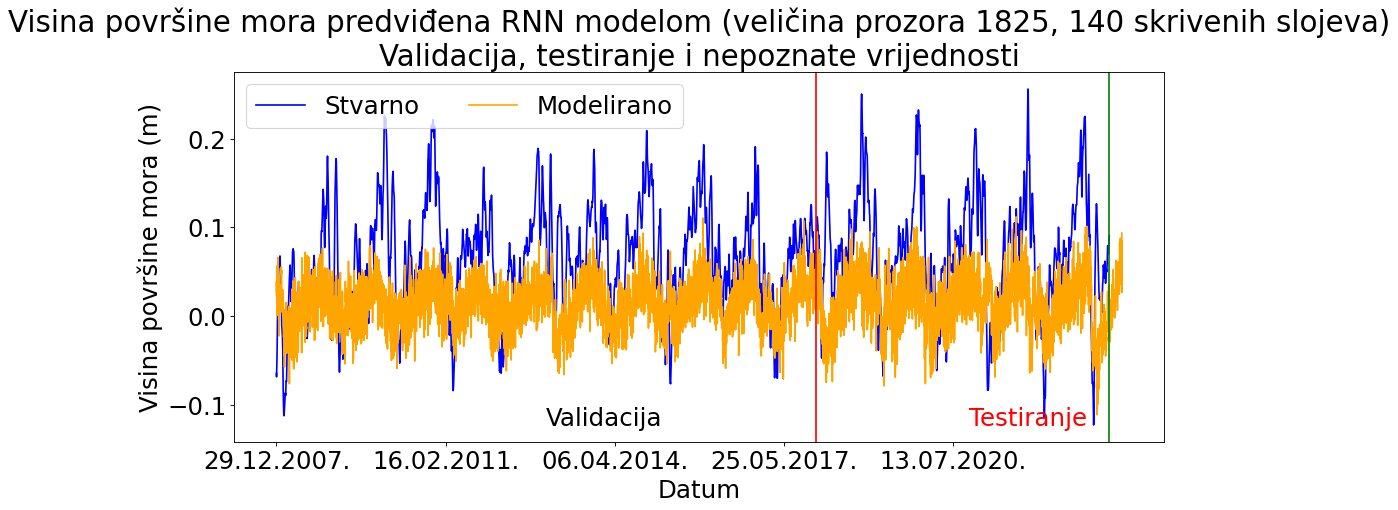 Visina površine mora predviđena RNN modelom (veličina prozora 1825, 140 skrivenih slojeva)
Validacija, testiranje i nepoznate vrijednosti
Stvarno Modelirano
Visina površine mora (m)
0.2
0.1
0.0
−0.1
Validacija
Testiranje
29.12.2007. 16.02.2011. 06.04.2014. 25.05.2017. 13.07.2020.
Datum